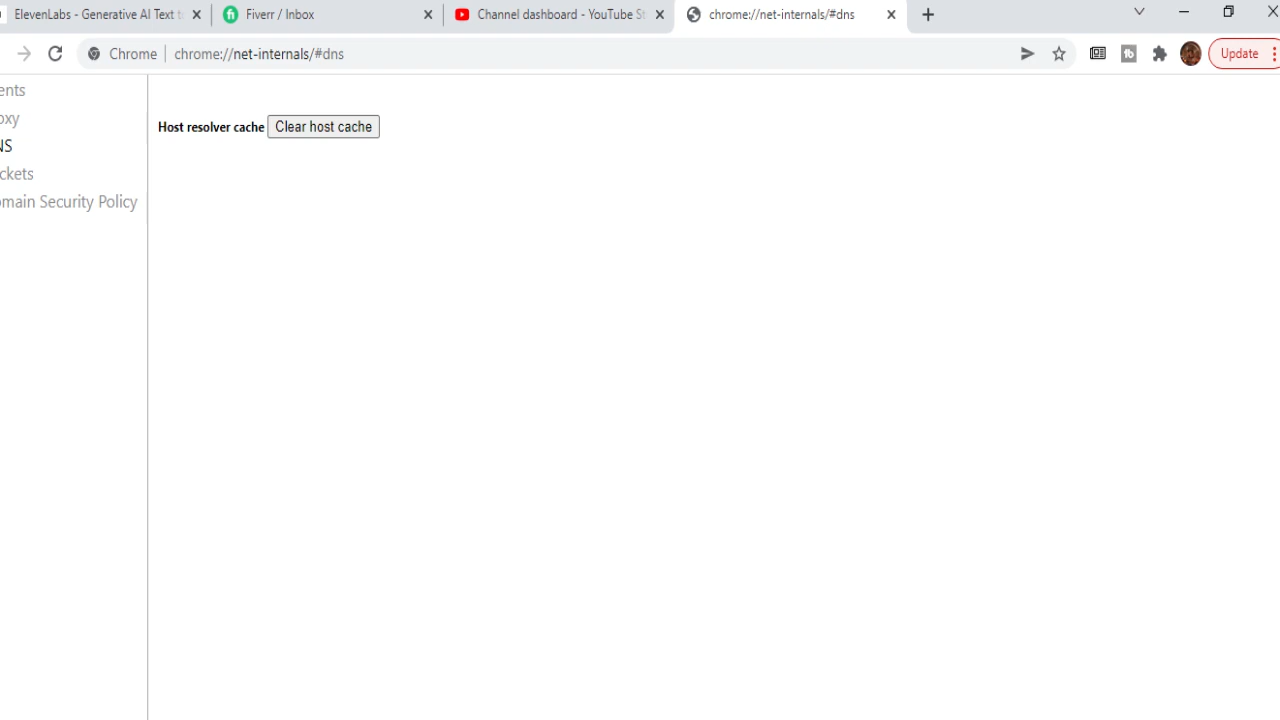 ElevenLabs - Generative AI Text t
Fiverr / Inbox
Channel dashboard - YouTube St
chrome://net-internals/#dns
Chrome
chrome://net-internals/#dns
Update
ents
oxy
NS
ckets
omain Security Policy
Host resolver cache Clear host cache